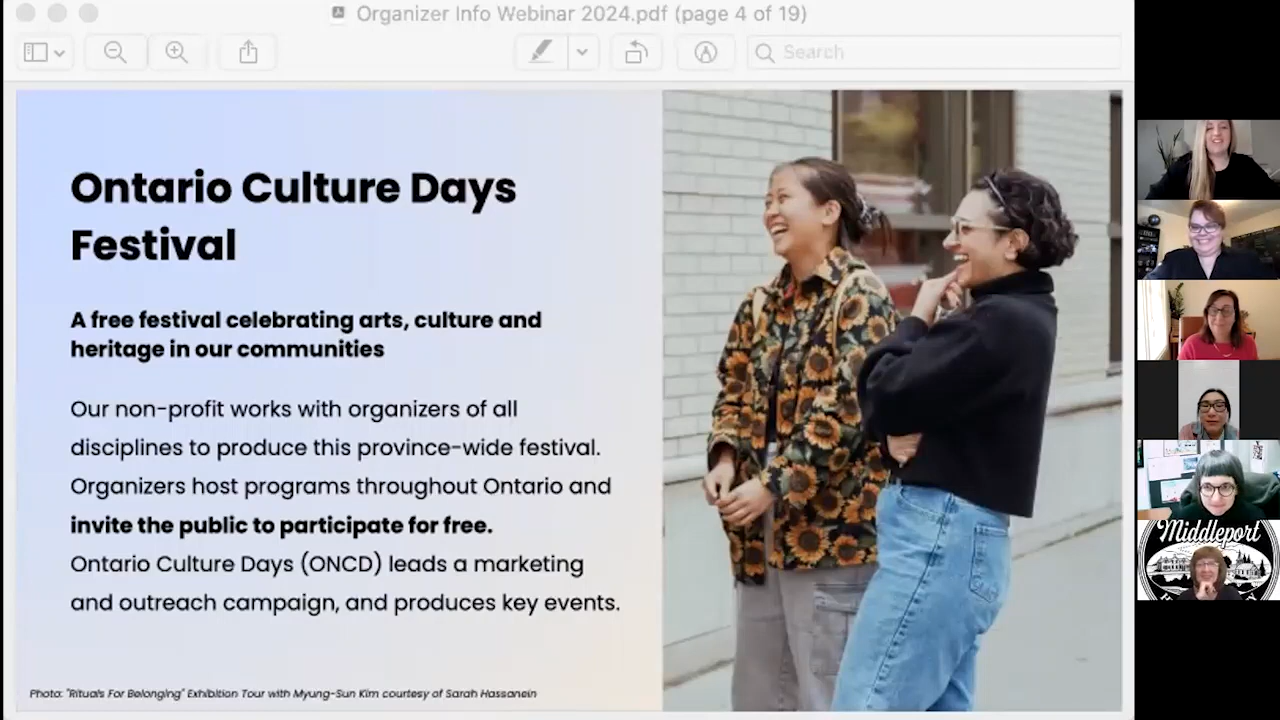 Organizer Info Webinar 2024.pdf (page 4 of 19)
Search
Ontario Culture Days
Festival
A free festival celebrating arts, culture and
heritage in our communities
Our non-profit works with organizers of all
disciplines to produce this province-wide festival.
Organizers host programs throughout Ontario and
invite the public to participate for free.
Ontario Culture Days (ONCD) leads a marketing
and outreach campaign, and produces key events.
Photo: "Rituals For Belonging" Exhibition Tour with Myung-Sun Kim courtesy of Sarah Hassanein
Middleport